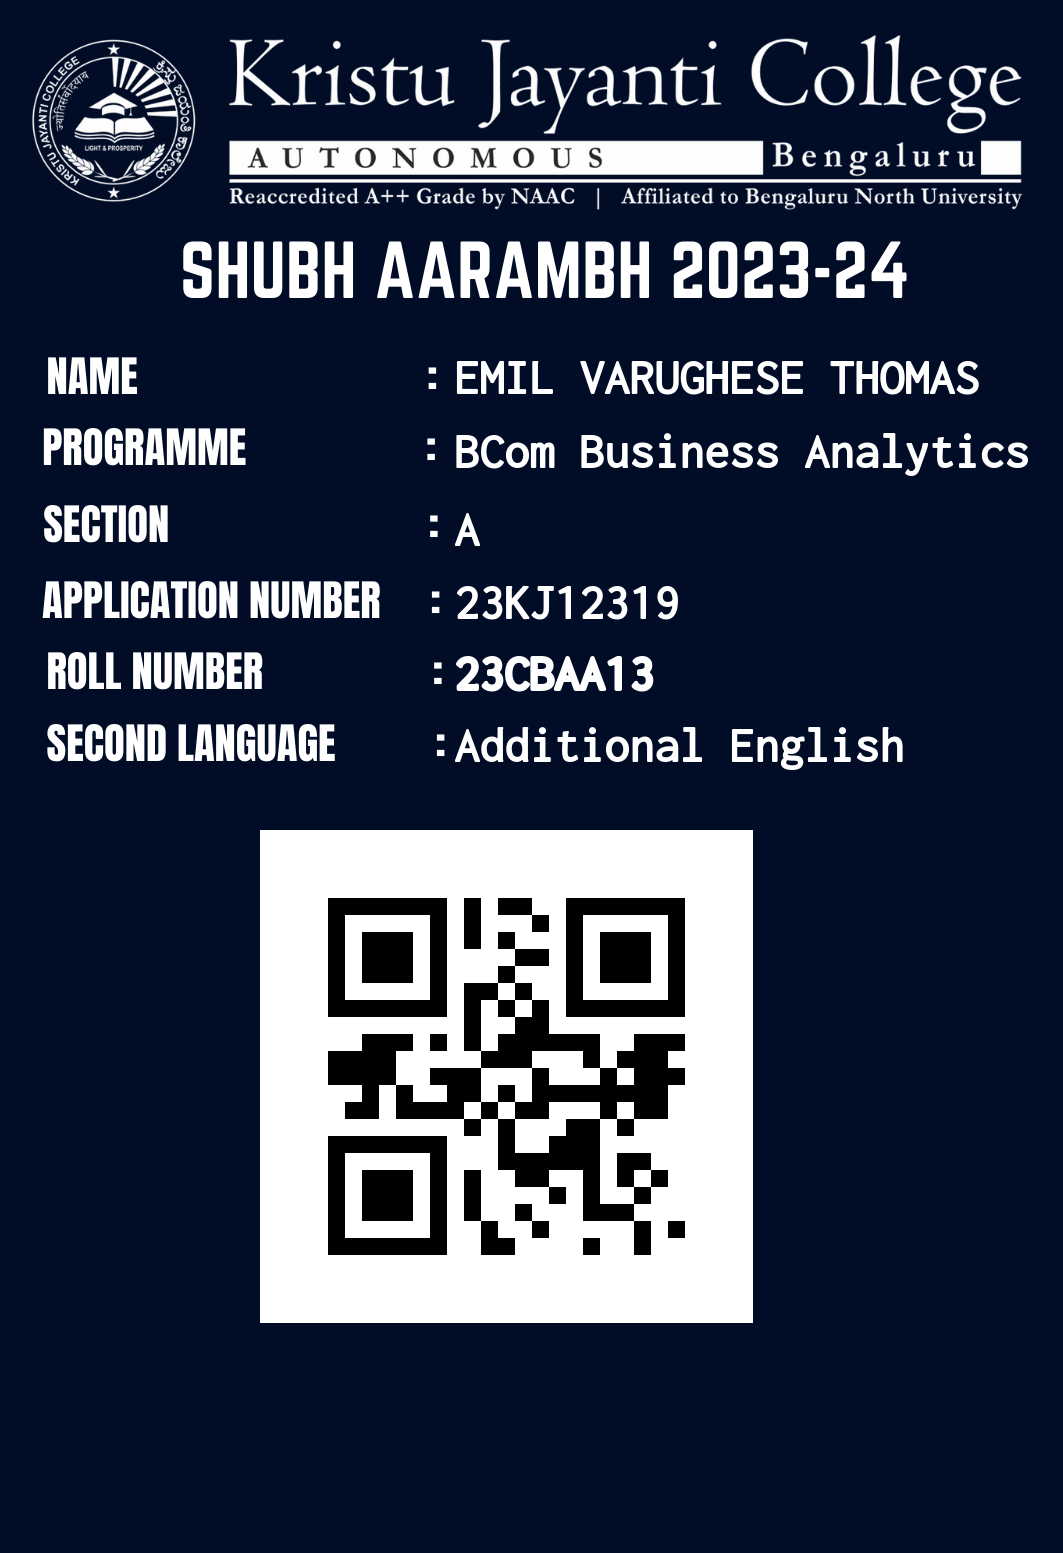 KRISTU JAYANTI COLLEGE
ಕ್ರಿಸ್ತು ಜಯಂತಿ ಕಾಲೇಜು
LIGHT & PROSPERITY
Kristu Jayanti College
AUTONOMOUS Bengaluru
Reaccredited A++ Grade by NAAC | Affiliated to Bengaluru North University
SHUBH AARAMBH 2023-24
NAME : EMIL VARUGHESE THOMAS
PROGRAMME : BCom Business Analytics
SECTION : A
APPLICATION NUMBER : 23KJ12319
ROLL NUMBER : 23CBAA13
SECOND LANGUAGE : Additional English